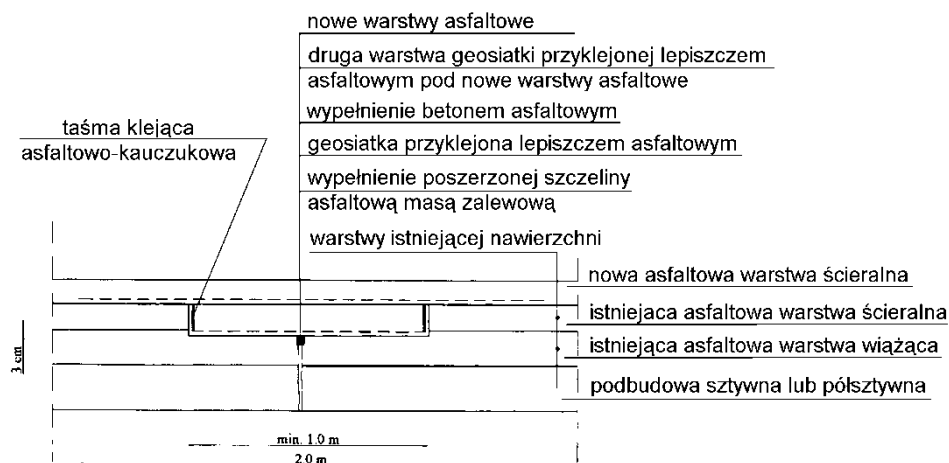 nowe warstwy asfaltowe
druga warstwa geosiatki przyklejonej lepiszczem
asfaltowym pod nowe warstwy asfaltowe
wypełnienie betonem asfaltowym
taśma klejąca
asfaltowo-kauczukowa
geosiatka przyklejona lepiszczem asfaltowym
wypełnienie poszerzonej szczeliny
asfaltową masą zalewową
warstwy istniejącej nawierzchni
nowa asfaltowa warstwa ścieralna
istniejaca asfaltowa warstwa ścieralna
istniejąca asfaltowa warstwa wiążąca
podbudowa sztywna lub półsztywna
3 cm
min. 1.0 m
2.0 m